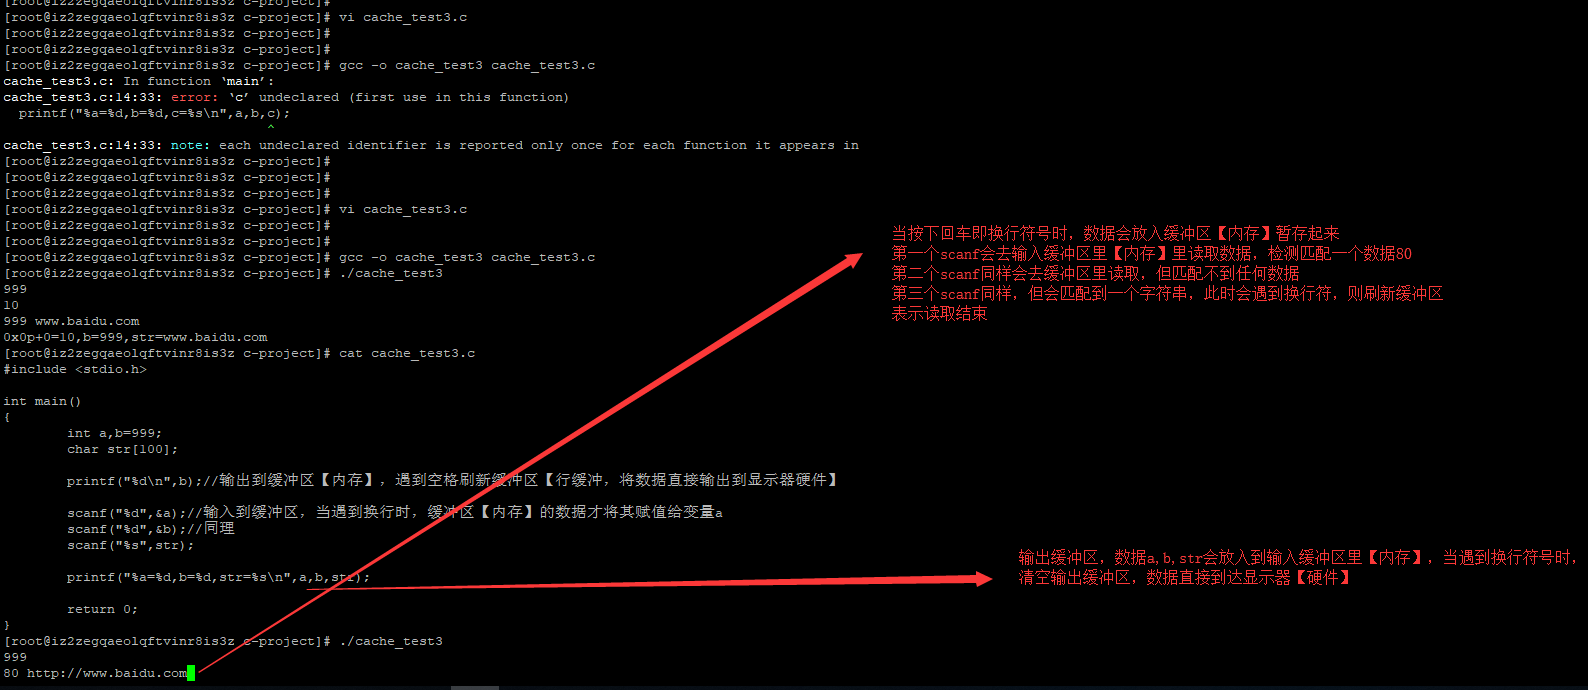 [root@iz2zegqaeolqftvinr8is3z c-project]#
[root@iz2zegqaeolqftvinr8is3z c-project]# vi cache_test3.c
[root@iz2zegqaeolqftvinr8is3z c-project]#
[root@iz2zegqaeolqftvinr8is3z c-project]#
[root@iz2zegqaeolqftvinr8is3z c-project]# gcc -o cache_test3 cache_test3.c
cache_test3.c: In function ‘main’:
cache_test3.c:14:33: error: ‘c’ undeclared (first use in this function)
printf("%a=%d,b=%d,c=%s\n",a,b,c);
^
cache_test3.c:14:33: note: each undeclared identifier is reported only once for each function it appears in
[root@iz2zegqaeolqftvinr8is3z c-project]#
[root@iz2zegqaeolqftvinr8is3z c-project]#
[root@iz2zegqaeolqftvinr8is3z c-project]#
[root@iz2zegqaeolqftvinr8is3z c-project]# vi cache_test3.c
[root@iz2zegqaeolqftvinr8is3z c-project]#
[root@iz2zegqaeolqftvinr8is3z c-project]#
[root@iz2zegqaeolqftvinr8is3z c-project]# gcc -o cache_test3 cache_test3.c
[root@iz2zegqaeolqftvinr8is3z c-project]# ./cache_test3
999
10
999 www.baidu.com
0x0p+0=10,b=999,str=www.baidu.com
[root@iz2zegqaeolqftvinr8is3z c-project]# cat cache_test3.c
#include <stdio.h>
int main()
{
int a,b=999;
char str[100];
printf("%d\n",b);//输出到缓冲区【内存】,遇到空格刷新缓冲区【行缓冲，将数据直接输出到显示器硬件】
scanf("%d",&a);//输入到缓冲区，当遇到换行时，缓冲区【内存】的数据才将其赋值给变量a
scanf("%d",&b);//同理
scanf("%s",str);
printf("%a=%d,b=%d,str=%s\n",a,b,str);
return 0;
}
[root@iz2zegqaeolqftvinr8is3z c-project]# ./cache_test3
999
80 http://www.baidu.com
当按下回车即换行符号时，数据会放入缓冲区【内存】暂存起来
第一个scanf会去输入缓冲区里【内存】里读取数据，检测匹配一个数据80
第二个scanf同样会去缓冲区里读取，但匹配不到任何数据
第三个scanf同样，但会匹配到一个字符串，此时会遇到换行符，则刷新缓冲区
表示读取结束
输出缓冲区，数据a,b,str会放入到输入缓冲区里【内存】，当遇到换行符号时，
清空输出缓冲区，数据直接到达显示器【硬件】